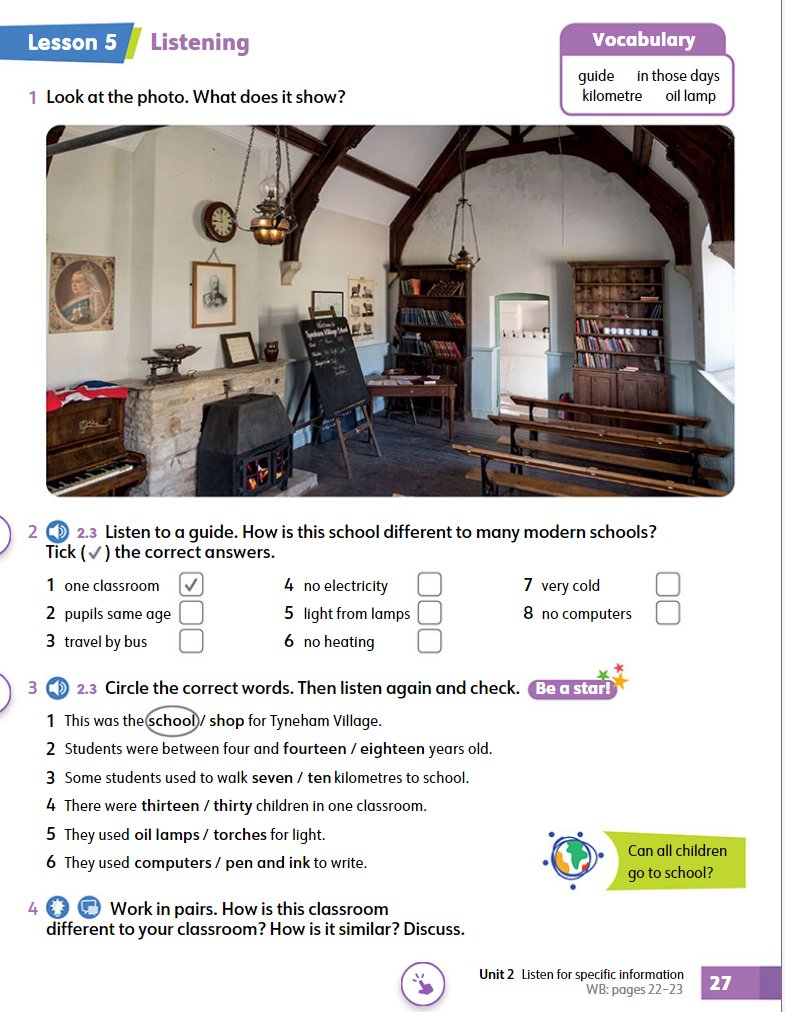 Lesson 5 Listening
Vocabulary
guide in those days
kilometre oil lamp
1 Look at the photo. What does it show?
Tyneham Village School
2 2.3 Listen to a guide. How is this school different to many modern schools?
Tick (✓) the correct answers.
1 one classroom ✓ 4 no electricity 7 very cold
2 pupils same age 5 light from lamps 8 no computers
3 travel by bus 6 no heating
3 2.3 Circle the correct words. Then listen again and check. Be a star!
1 This was the school / shop for Tyneham Village.
2 Students were between four and fourteen / eighteen years old.
3 Some students used to walk seven / ten kilometres to school.
4 There were thirteen / thirty children in one classroom.
5 They used oil lamps / torches for light.
6 They used computers / pen and ink to write.
Can all children
go to school?
4 Work in pairs. How is this classroom
different to your classroom? How is it similar? Discuss.
Unit 2 Listen for specific information
WB: pages 22–23
27